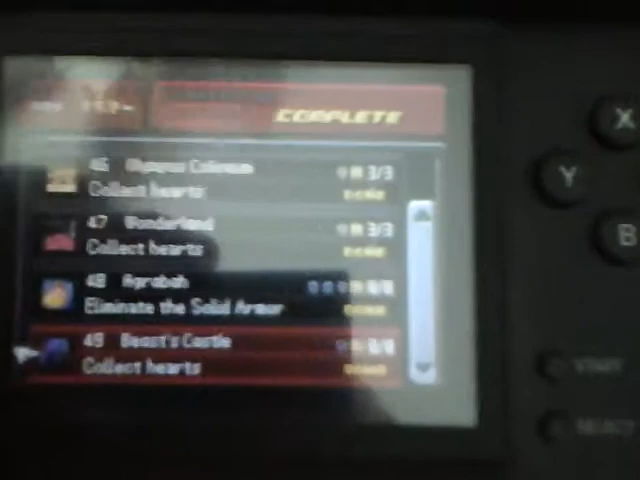 COMPLETE
Olympus Coliseum 3/3
Collect hearts
47 Wonderland 3/3
Collect hearts
48 Agrabah
Eliminate the Solid Armor
49 Beast's Castle
Collect hearts
X
Y
B
START
SELECT